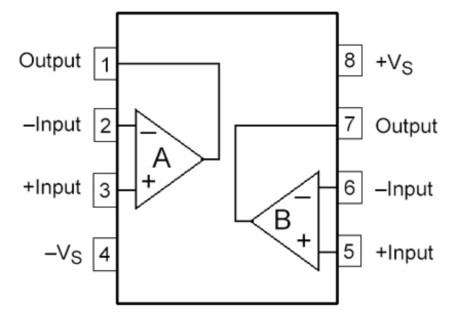 Output 1
–Input 2
+Input 3
–VS 4
–
A
+
8 +VS
7 Output
6 –Input
5 +Input
–
B
+